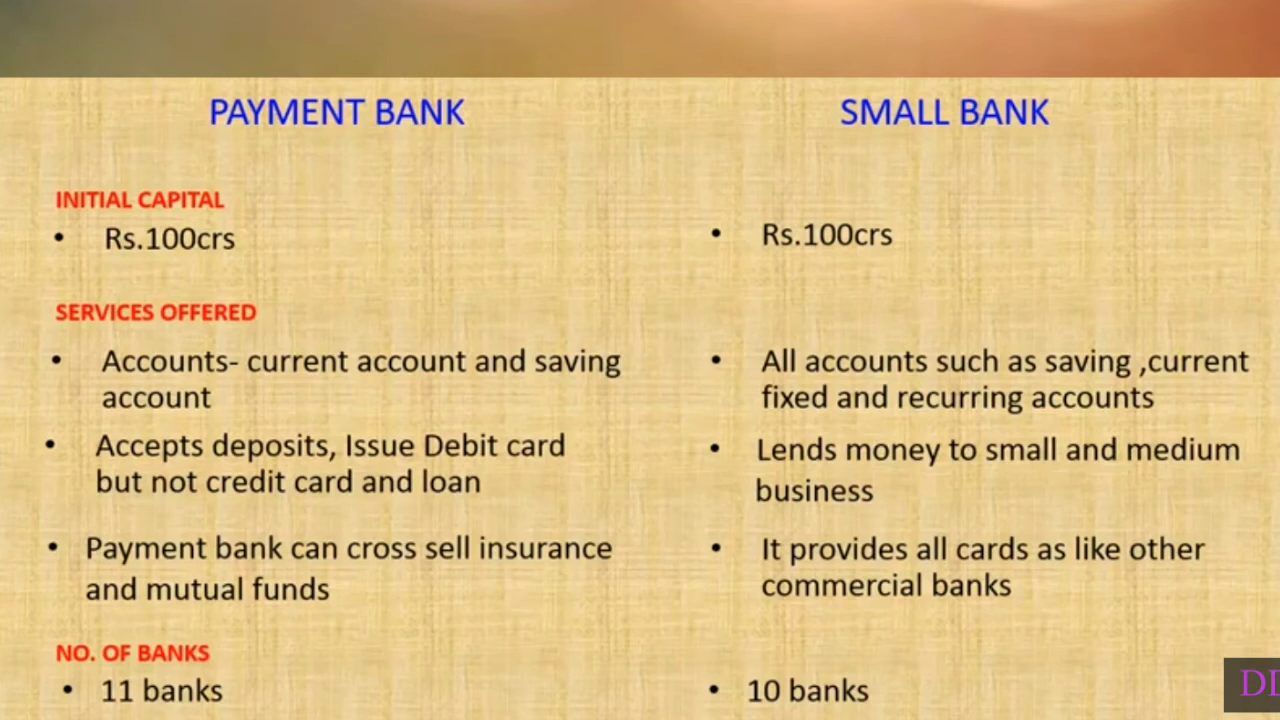 PAYMENT BANK
SMALL BANK
INITIAL CAPITAL
• Rs.100crs
• Rs.100crs
SERVICES OFFERED
• Accounts- current account and saving
account
• All accounts such as saving ,current
fixed and recurring accounts
• Accepts deposits, Issue Debit card
but not credit card and loan
• Lends money to small and medium
business
• Payment bank can cross sell insurance
and mutual funds
• It provides all cards as like other
commercial banks
NO. OF BANKS
• 11 banks
• 10 banks